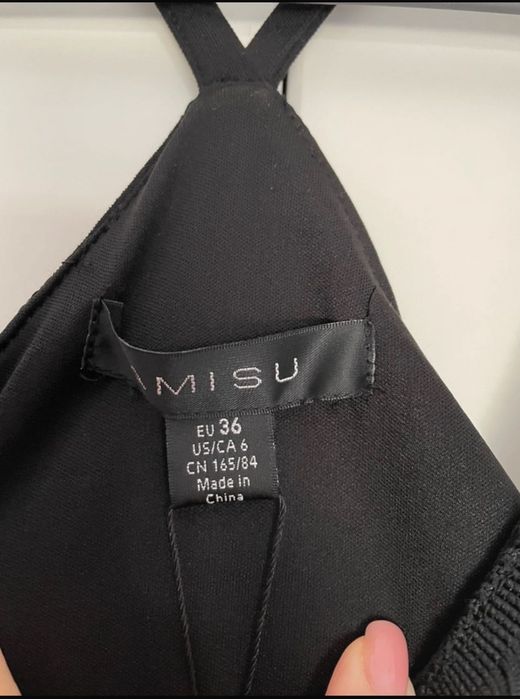 AMISU
EU 36
US/CA 6
CN 165/84
Made in
China